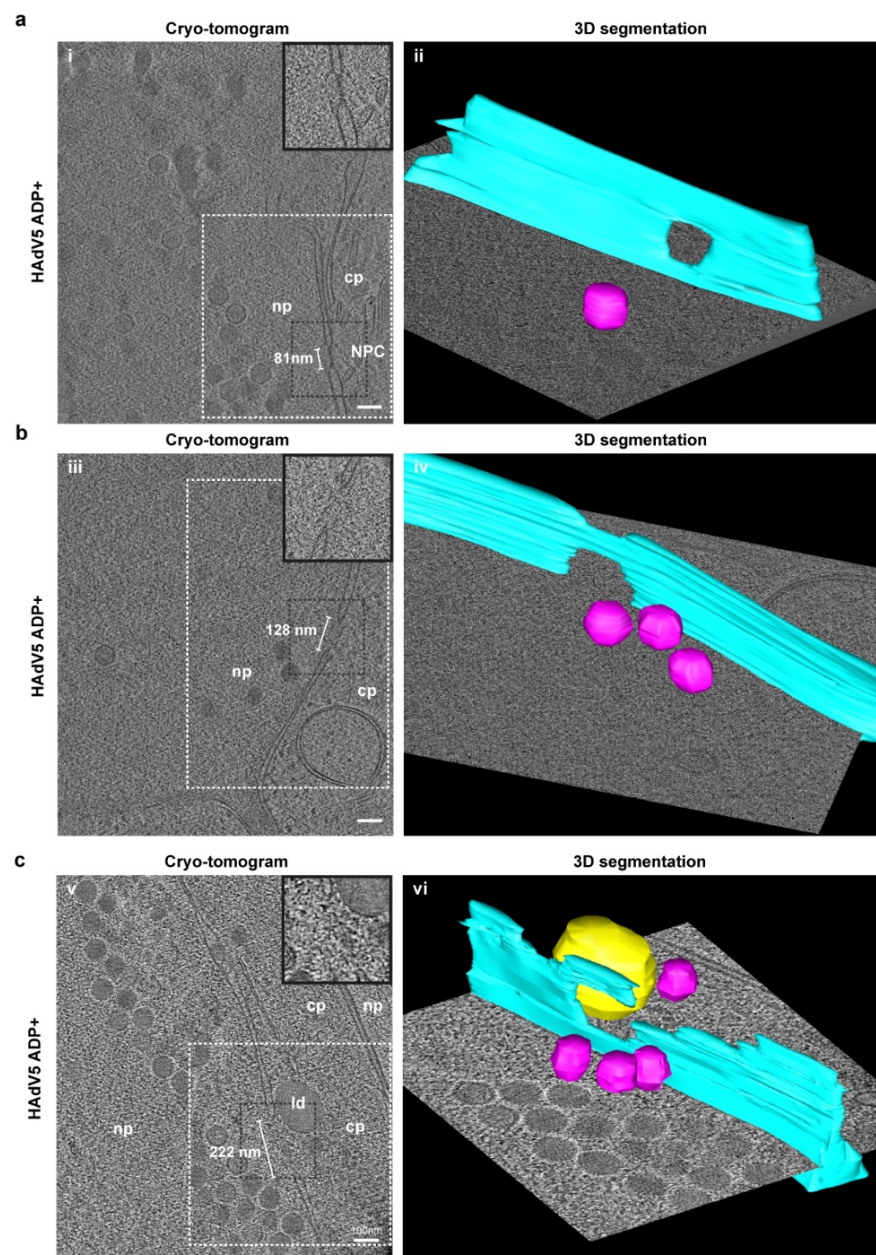 a
Cryo-tomogram 3D segmentation
HAdV5 ADP+
i
ii
cp
np
81nm
NPC
b
Cryo-tomogram 3D segmentation
HAdV5 ADP+
iii
iv
128 nm
np
cp
c
Cryo-tomogram 3D segmentation
HAdV5 ADP+
v
vi
cp
np
ld
np
cp
222 nm
100nm